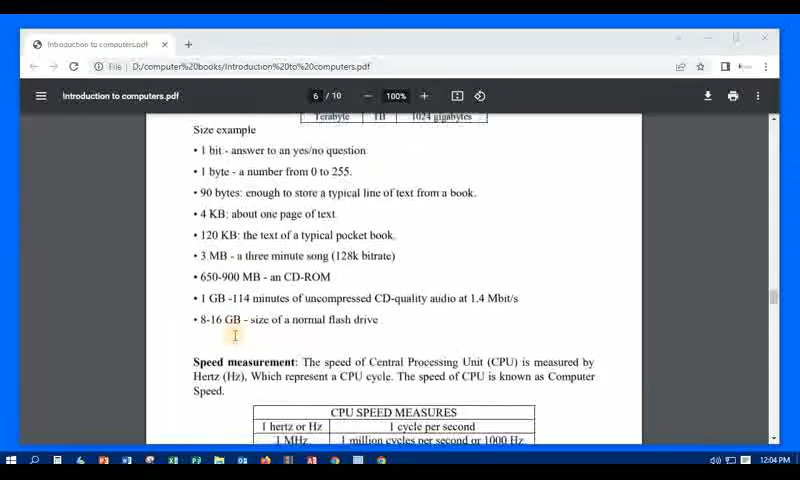 Introduction to computers.pdf
File D:/computer%20books/Introduction%20to%20computers.pdf
Introduction to computers.pdf 6 / 10 100%
Terabyte TB 1024 gigabytes
Size example
• 1 bit - answer to an yes/no question
• 1 byte - a number from 0 to 255.
• 90 bytes: enough to store a typical line of text from a book.
• 4 KB: about one page of text.
• 120 KB: the text of a typical pocket book.
• 3 MB - a three minute song (128k bitrate)
• 650-900 MB - an CD-ROM
• 1 GB -114 minutes of uncompressed CD-quality audio at 1.4 Mbit/s
• 8-16 GB - size of a normal flash drive
Speed measurement: The speed of Central Processing Unit (CPU) is measured by
Hertz (Hz), Which represent a CPU cycle. The speed of CPU is known as Computer
Speed.
CPU SPEED MEASURES
1 hertz or Hz 1 cycle per second
1 MHz 1 million cycles per second or 1000 Hz
12:04 PM